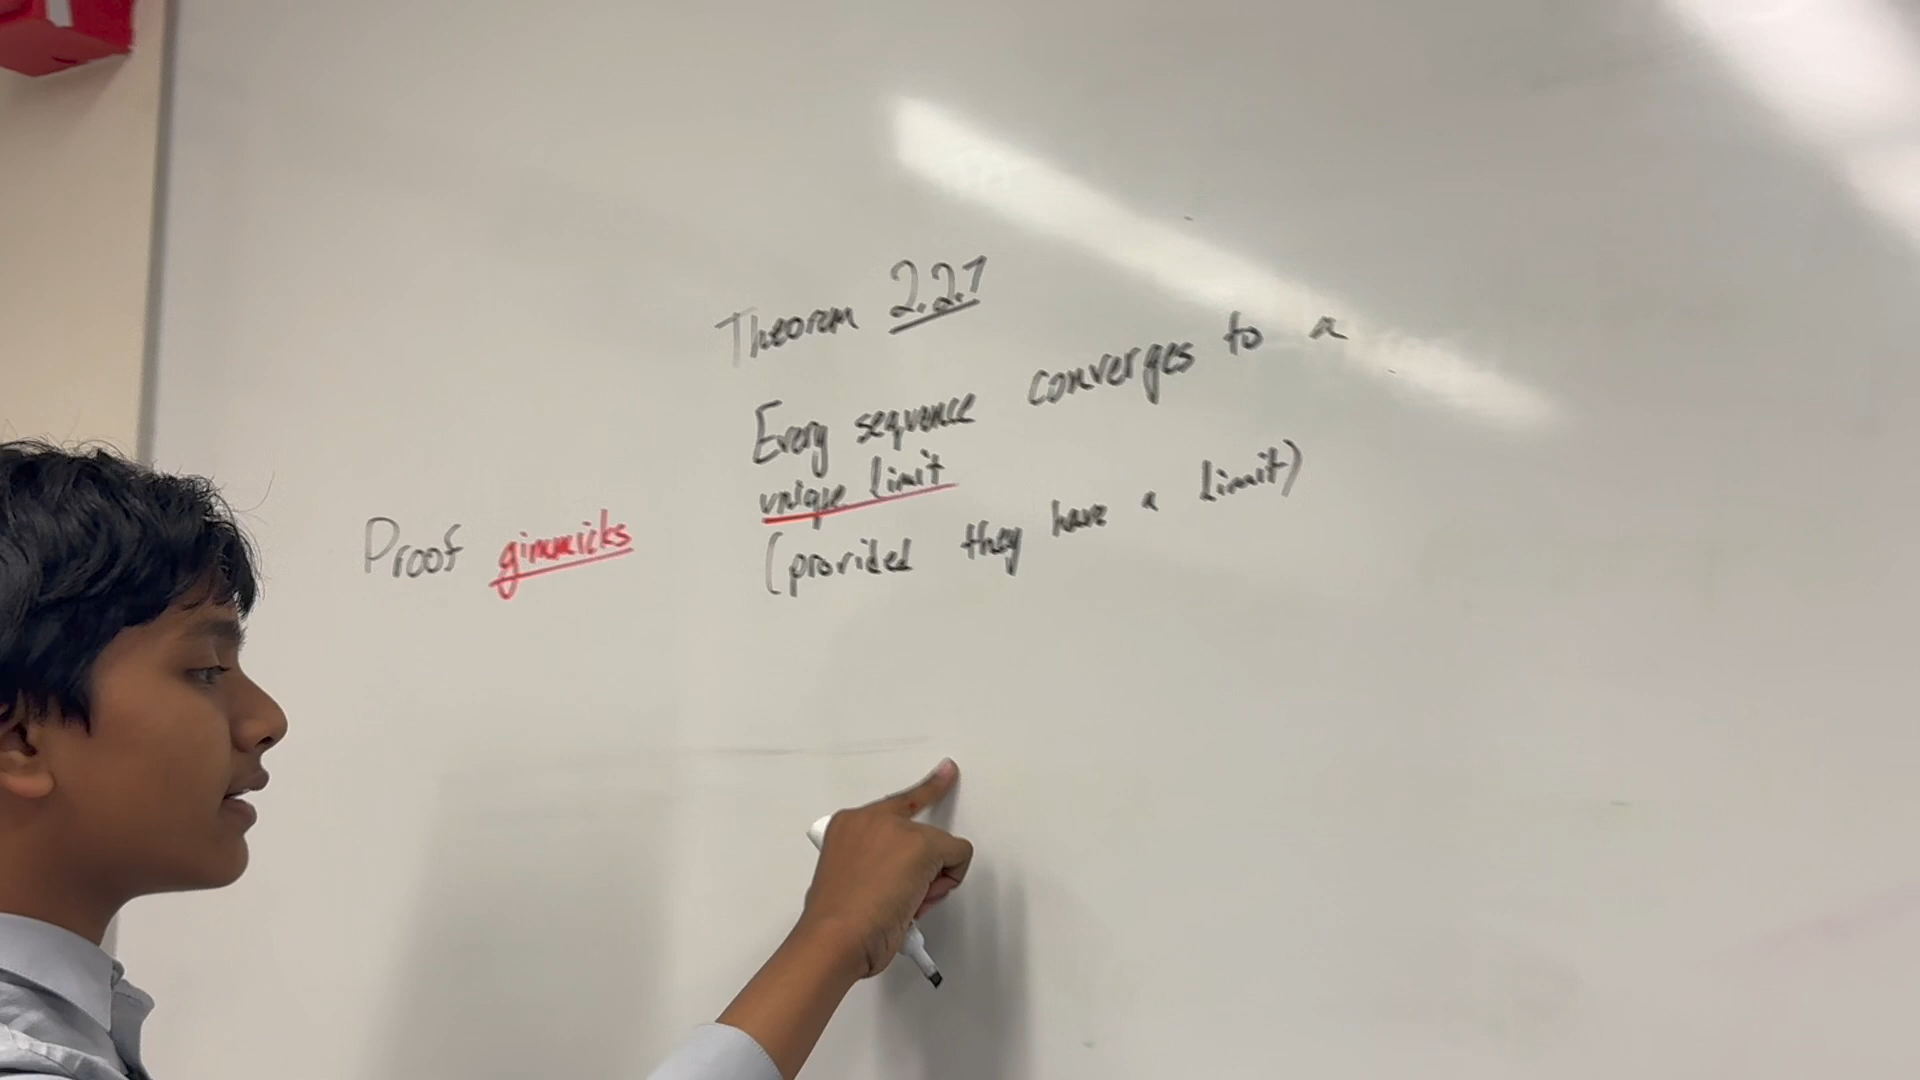 Theorem 2.2.7
Every sequence converges to a
unique limit
(provided they have a limit)
Proof gimmicks